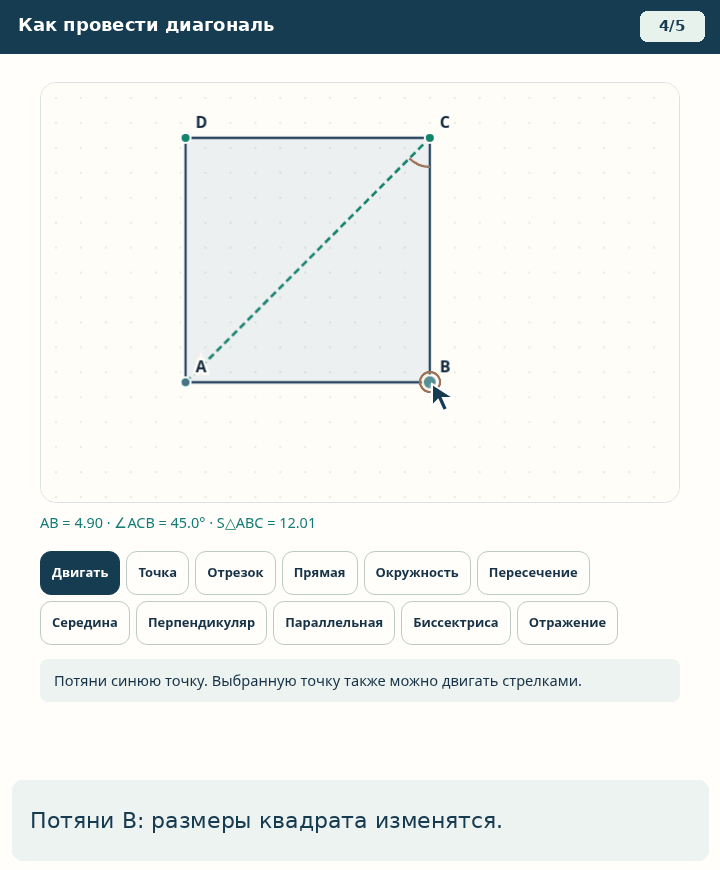 Как провести диагональ
4/5
D
C
A
B
AB = 4.90 · ∠ACB = 45.0° · S△ABC = 12.01
Двигать
Точка
Отрезок
Прямая
Окружность
Пересечение
Середина
Перпендикуляр
Параллельная
Биссектриса
Отражение
Потяни синюю точку. Выбранную точку также можно двигать стрелками.
Потяни B: размеры квадрата изменятся.